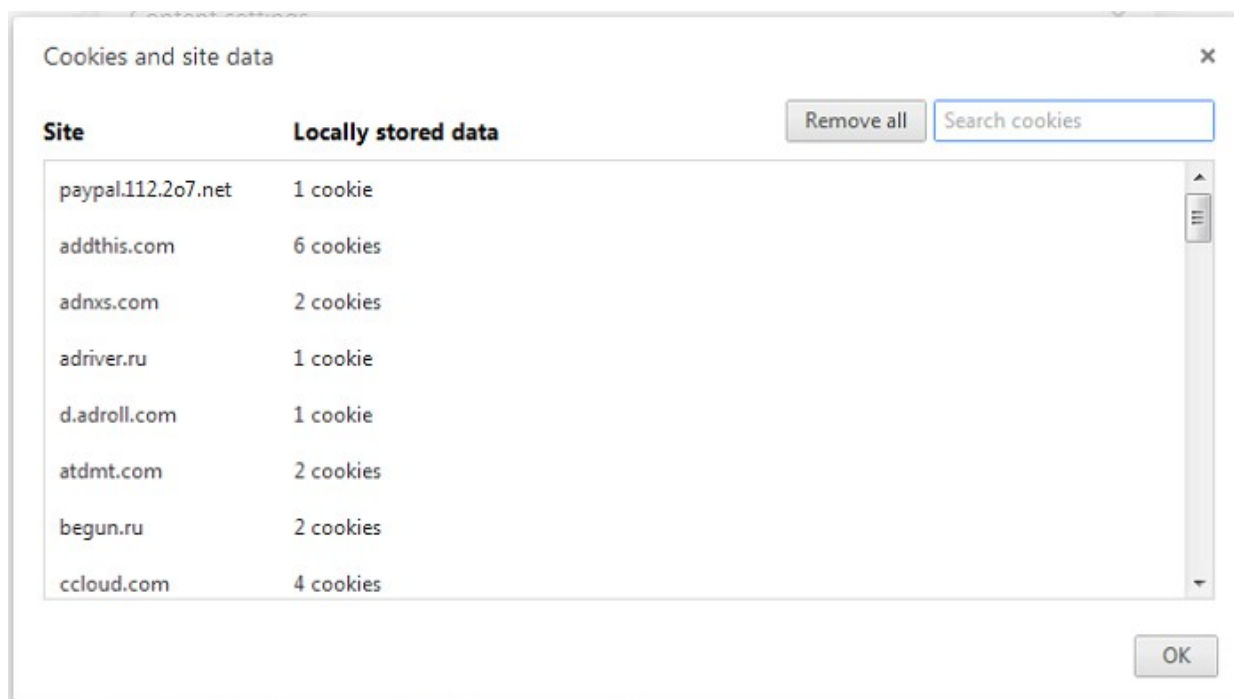 Content settings
Cookies and site data
Site Locally stored data Remove all Search cookies
paypal.112.2o7.net 1 cookie
addthis.com 6 cookies
adnxs.com 2 cookies
adriver.ru 1 cookie
d.adroll.com 1 cookie
atdmt.com 2 cookies
begun.ru 2 cookies
ccloud.com 4 cookies
OK